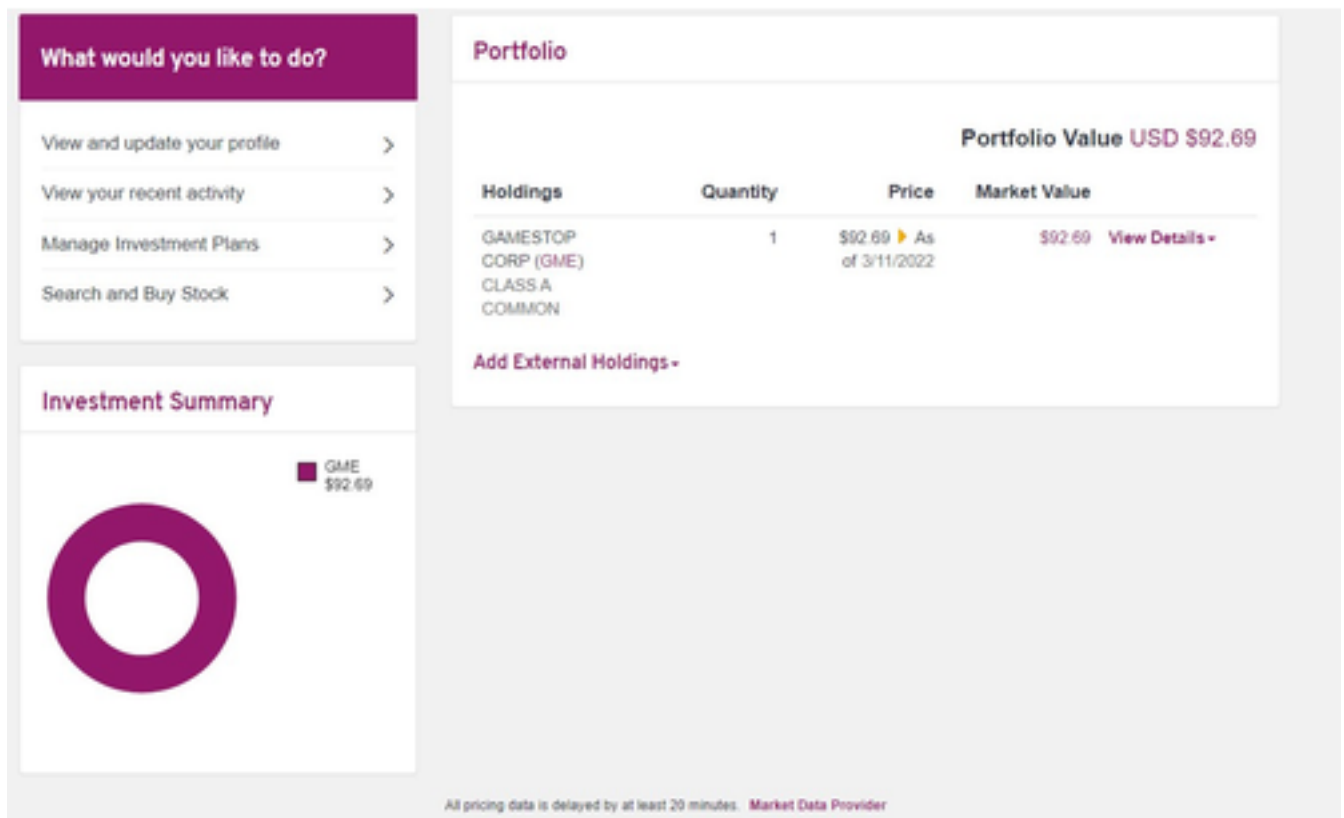 What would you like to do?
View and update your profile
View your recent activity
Manage Investment Plans
Search and Buy Stock
Investment Summary
GME
$92.69
Portfolio
Portfolio Value USD $92.69
Holdings Quantity Price Market Value
GAMESTOP 1 $92.69 As $92.69 View Details
CORP (GME) of 3/11/2022
CLASS A
COMMON
Add External Holdings
All pricing data is delayed by at least 20 minutes. Market Data Provider